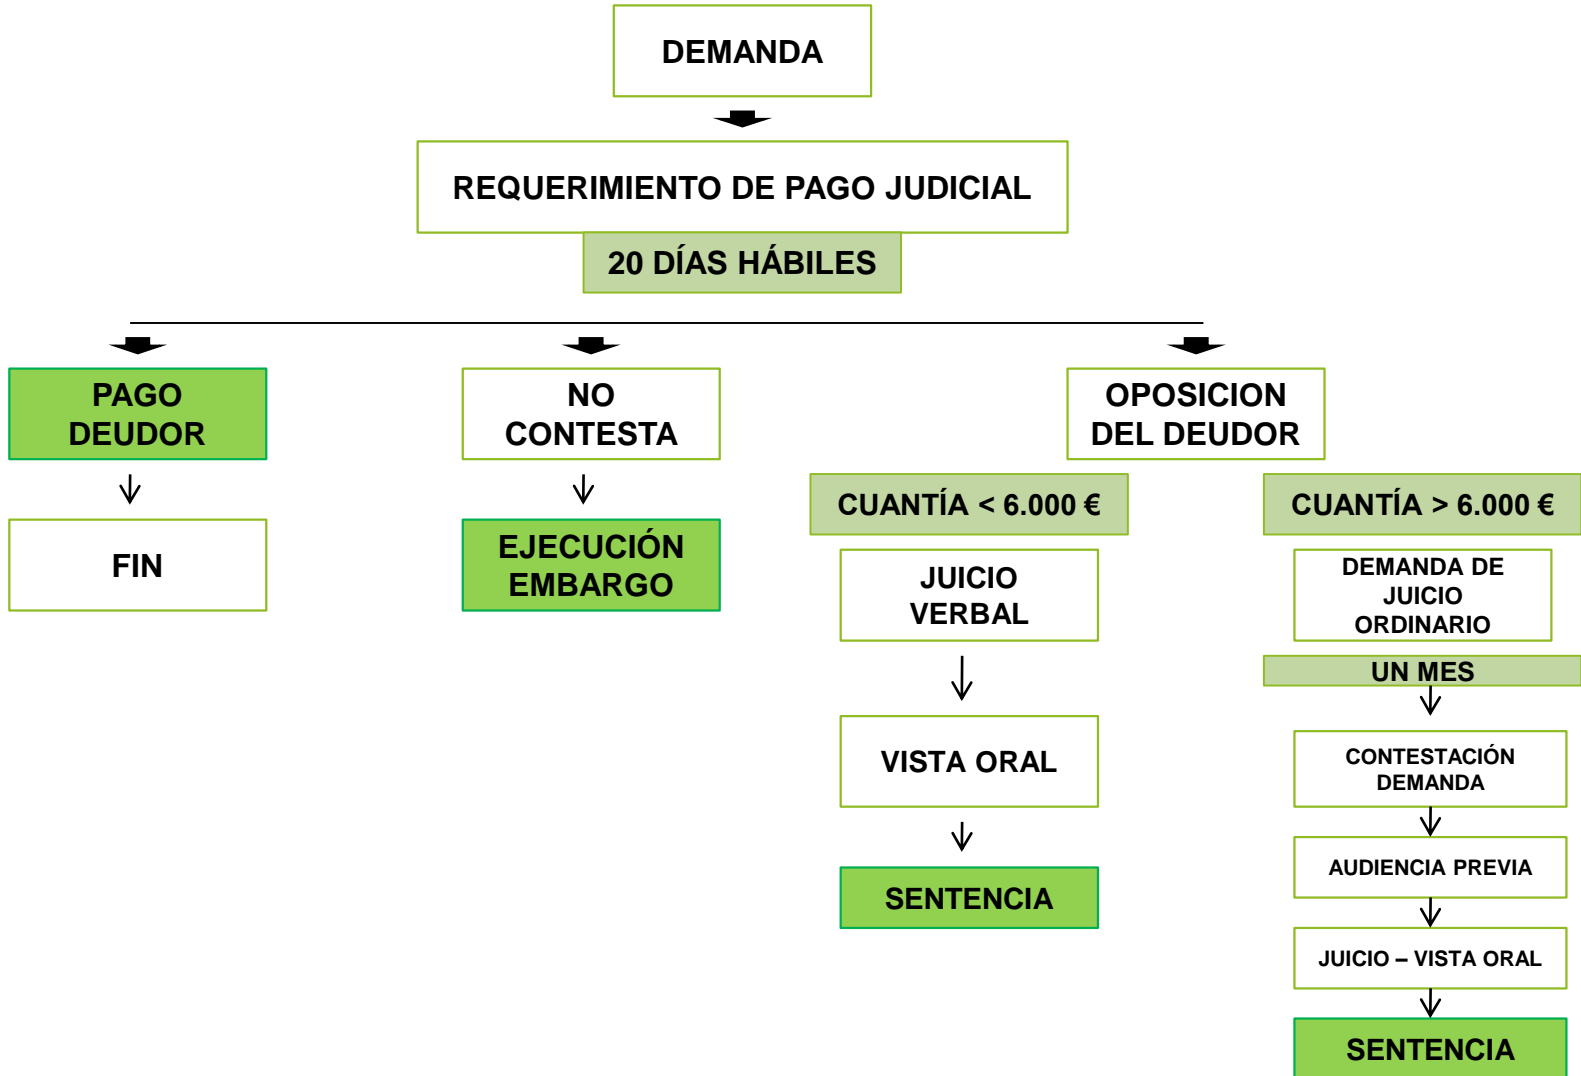 DEMANDA
REQUERIMIENTO DE PAGO JUDICIAL
20 DÍAS HÁBILES
PAGO
DEUDOR
FIN
NO
CONTESTA
EJECUCIÓN
EMBARGO
OPOSICION
DEL DEUDOR
CUANTÍA < 6.000 €
JUICIO
VERBAL
VISTA ORAL
SENTENCIA
CUANTÍA > 6.000 €
DEMANDA DE
JUICIO
ORDINARIO
UN MES
CONTESTACIÓN
DEMANDA
AUDIENCIA PREVIA
JUICIO – VISTA ORAL
SENTENCIA